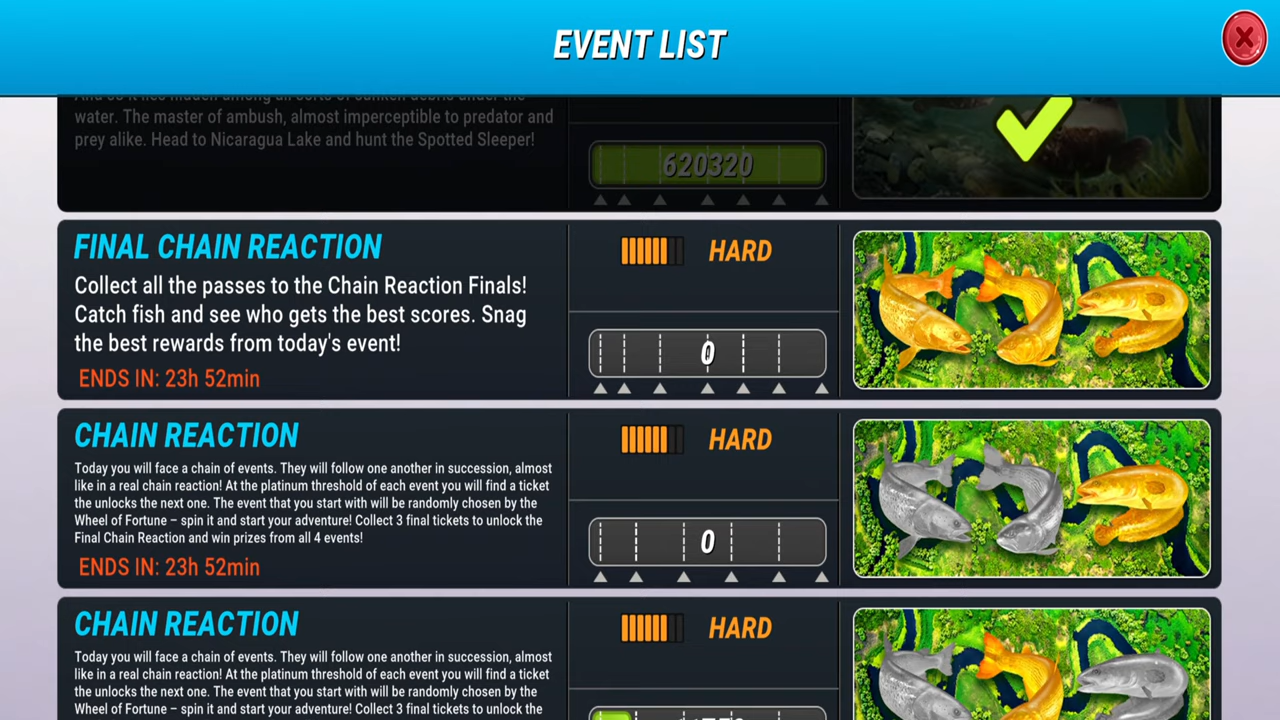 EVENT LIST
water. The master of ambush, almost imperceptible to predator and
prey alike. Head to Nicaragua Lake and hunt the Spotted Sleeper!
620320
FINAL CHAIN REACTION
HARD
Collect all the passes to the Chain Reaction Finals!
Catch fish and see who gets the best scores. Snag
the best rewards from today's event!
0
ENDS IN: 23h 52min
CHAIN REACTION
HARD
Today you will face a chain of events. They will follow one another in succession, almost
like in a real chain reaction! At the platinum threshold of each event you will find a ticket
the unlocks the next one. The event that you start with will be randomly chosen by the
Wheel of Fortune – spin it and start your adventure! Collect 3 final tickets to unlock the
Final Chain Reaction and win prizes from all 4 events!
0
ENDS IN: 23h 52min
CHAIN REACTION
HARD
Today you will face a chain of events. They will follow one another in succession, almost
like in a real chain reaction! At the platinum threshold of each event you will find a ticket
the unlocks the next one. The event that you start with will be randomly chosen by the
Wheel of Fortune – spin it and start your adventure! Collect 3 final tickets to unlock the